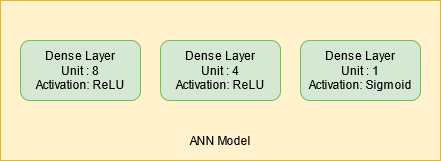 Dense Layer
Unit : 8
Activation: ReLU
Dense Layer
Unit : 4
Activation: ReLU
Dense Layer
Unit : 1
Activation: Sigmoid
ANN Model